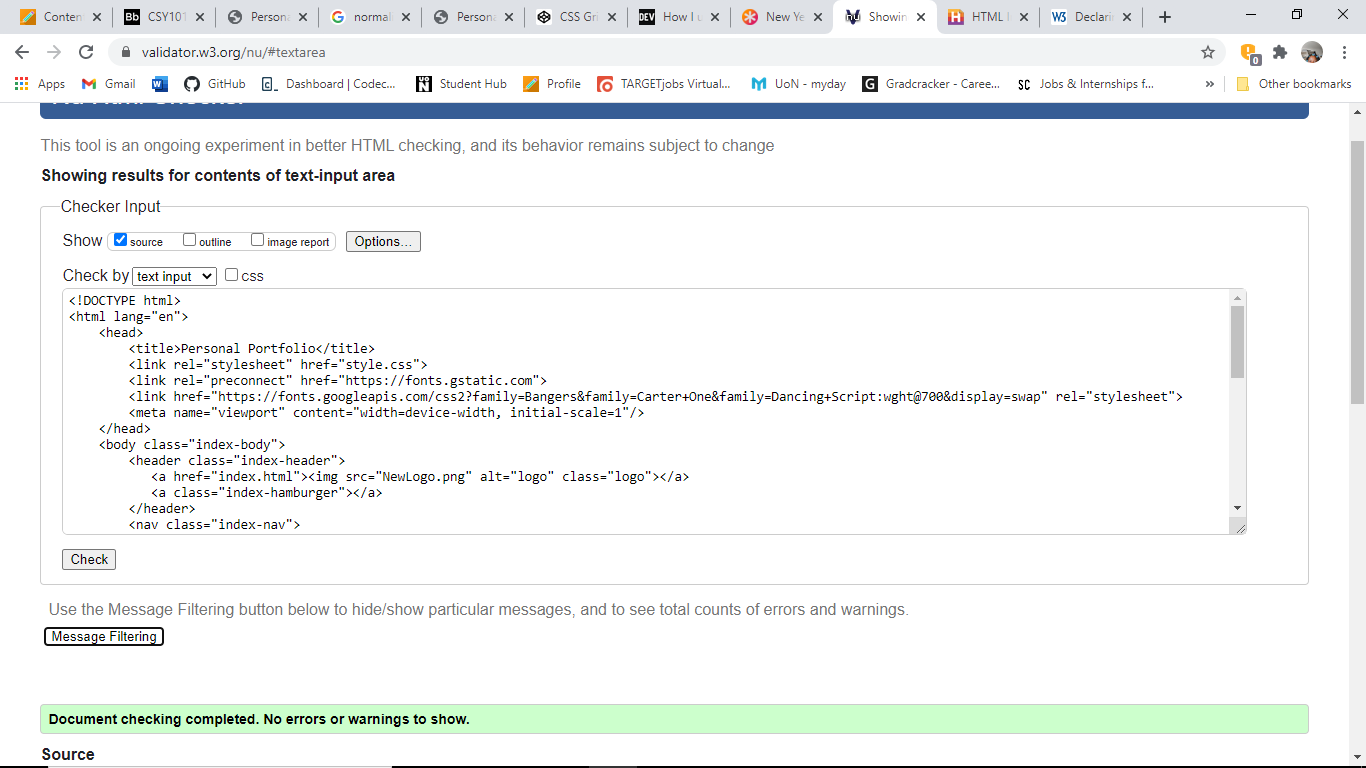 Conten
CSY101
Persona
normali
Persona
CSS Gri
How I u
New Ye
Showin
HTML
Declari
validator.w3.org/nu/#textarea
Apps
Gmail
GitHub
Dashboard | Codec...
Student Hub
Profile
TARGETjobs Virtual...
UoN - myday
Gradcracker - Caree...
Jobs & Internships f...
»
Other bookmarks
This tool is an ongoing experiment in better HTML checking, and its behavior remains subject to change
Showing results for contents of text-input area
Checker Input
Show source outline image report Options...
Check by text input css
<!DOCTYPE html>
<html lang="en">
<head>
<title>Personal Portfolio</title>
<link rel="stylesheet" href="style.css">
<link rel="preconnect" href="https://fonts.gstatic.com">
<link href="https://fonts.googleapis.com/css2?family=Bangers&family=Carter+One&family=Dancing+Script:wght@700&display=swap" rel="stylesheet">
<meta name="viewport" content="width=device-width, initial-scale=1"/>
</head>
<body class="index-body">
<header class="index-header">
<a href="index.html"><img src="NewLogo.png" alt="logo" class="logo"></a>
<a class="index-hamburger"></a>
</header>
<nav class="index-nav">
Check
Use the Message Filtering button below to hide/show particular messages, and to see total counts of errors and warnings.
Message Filtering
Document checking completed. No errors or warnings to show.
Source